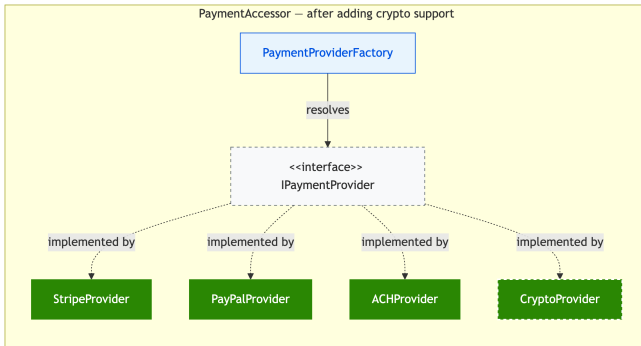 PaymentAccessor — after adding crypto support
PaymentProviderFactory
resolves
<<interface>>
IPaymentProvider
implemented by
implemented by
implemented by
implemented by
StripeProvider
PayPalProvider
ACHProvider
CryptoProvider